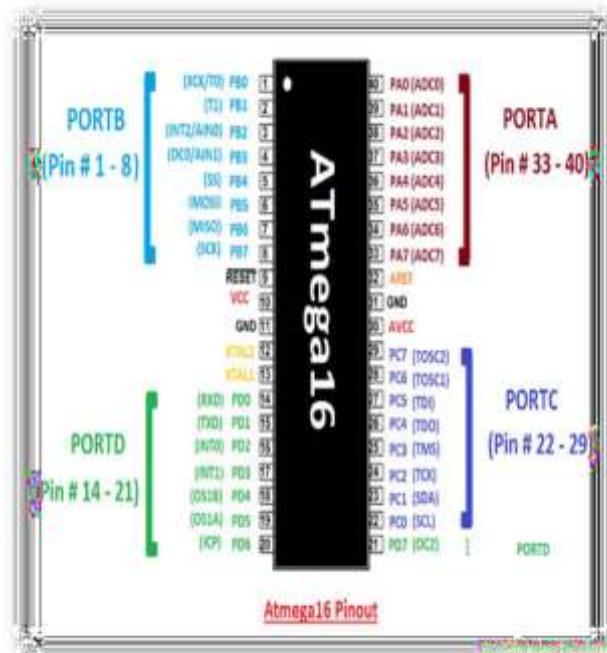 (XCK/T0) PB0 1
(T1) PB1 2
(INT2/AIN0) PB2 3
(OC0/AIN1) PB3 4
(SS) PB4 5
(MOSI) PB5 6
(MISO) PB6 7
(SCK) PB7 8
RESET 9
VCC 10
GND 11
XTAL2 12
XTAL1 13
(RXD) PD0 14
(TXD) PD1 15
(INT0) PD2 16
(INT1) PD3 17
(OS1B) PD4 18
(OS1A) PD5 19
(ICP) PD6 20
PORTB
(Pin # 1 - 8)
PORTD
Pin # 14 - 21)
ATmega16
40 PA0 (ADC0)
39 PA1 (ADC1)
38 PA2 (ADC2)
37 PA3 (ADC3)
36 PA4 (ADC4)
35 PA5 (ADC5)
34 PA6 (ADC6)
33 PA7 (ADC7)
32 AREF
31 GND
30 AVCC
29 PC7 (TOSC2)
28 PC6 (TOSC1)
27 PC5 (TDI)
26 PC4 (TDO)
25 PC3 (TMS)
24 PC2 (TCK)
23 PC1 (SDA)
22 PC0 (SCL)
21 PD7 (OC2)
PORTA
(Pin # 33 - 40)
PORTC
(Pin # 22 - 29)
PORTD
Atmega16 Pinout